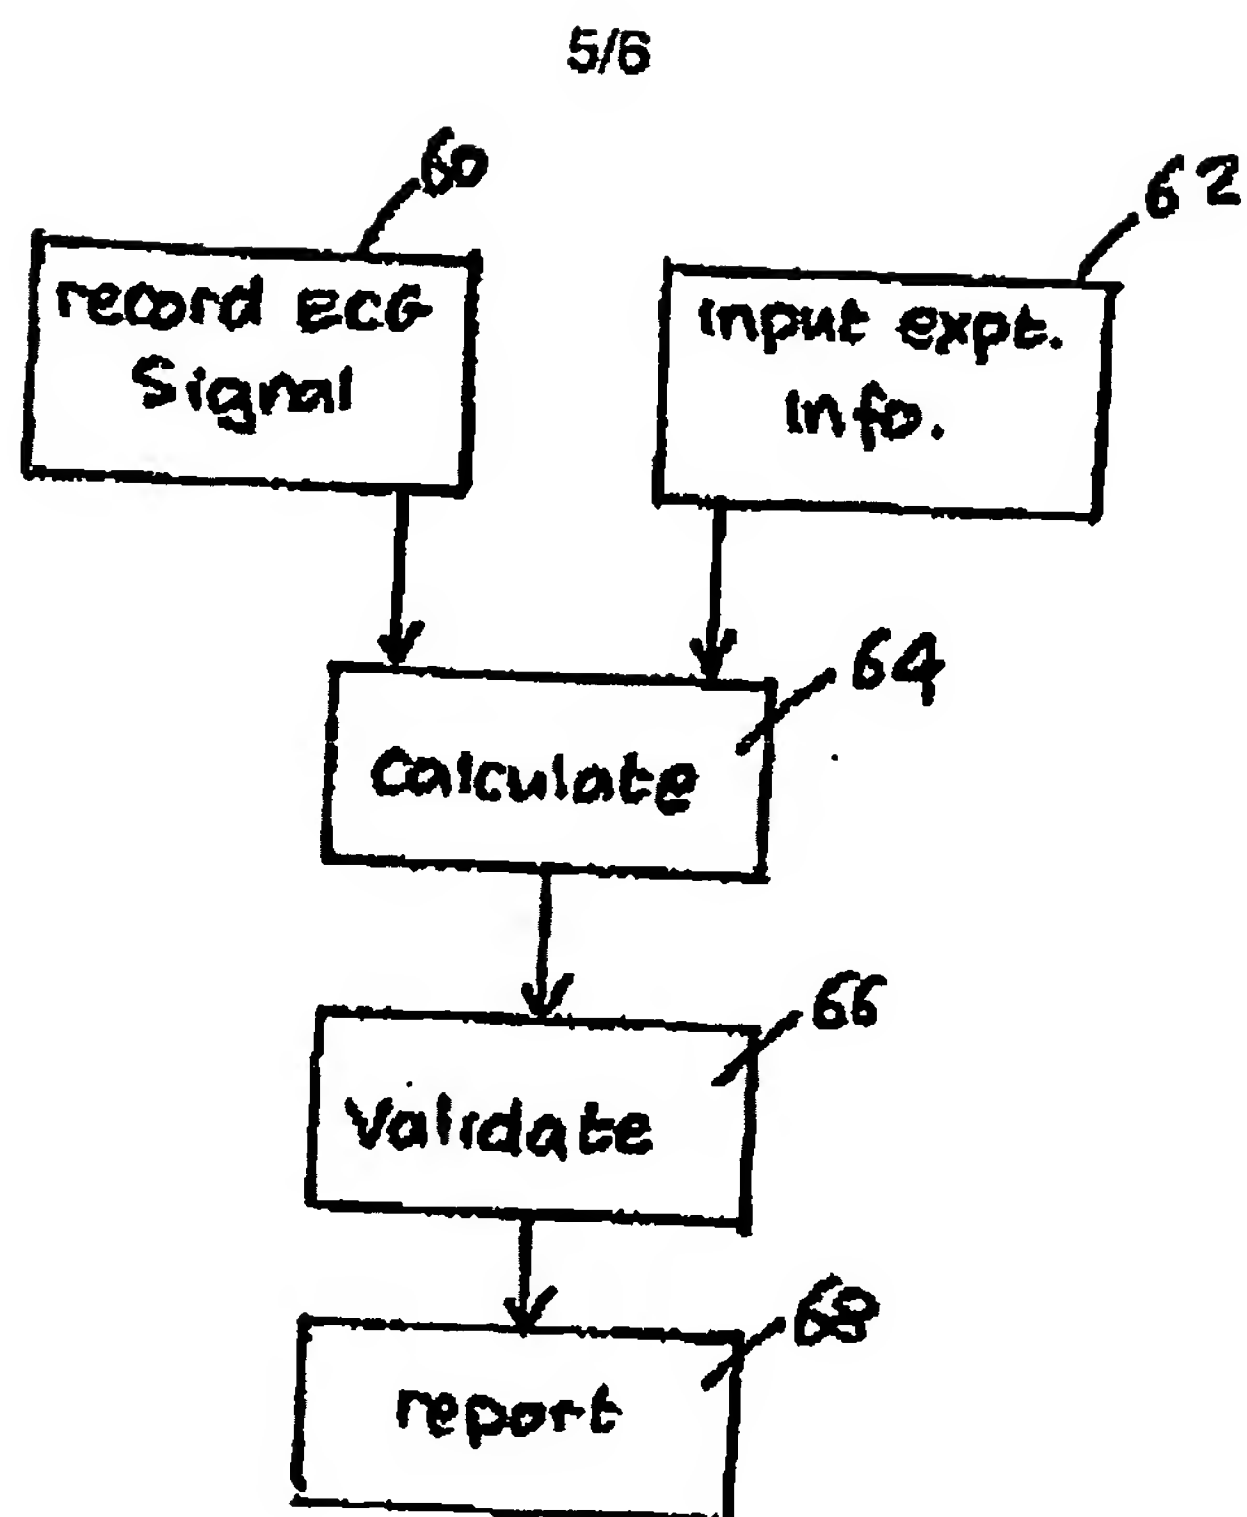 5/6
60
62
record ECG
Signal
input expt.
info.
64
Calculate
66
Validate
68
report